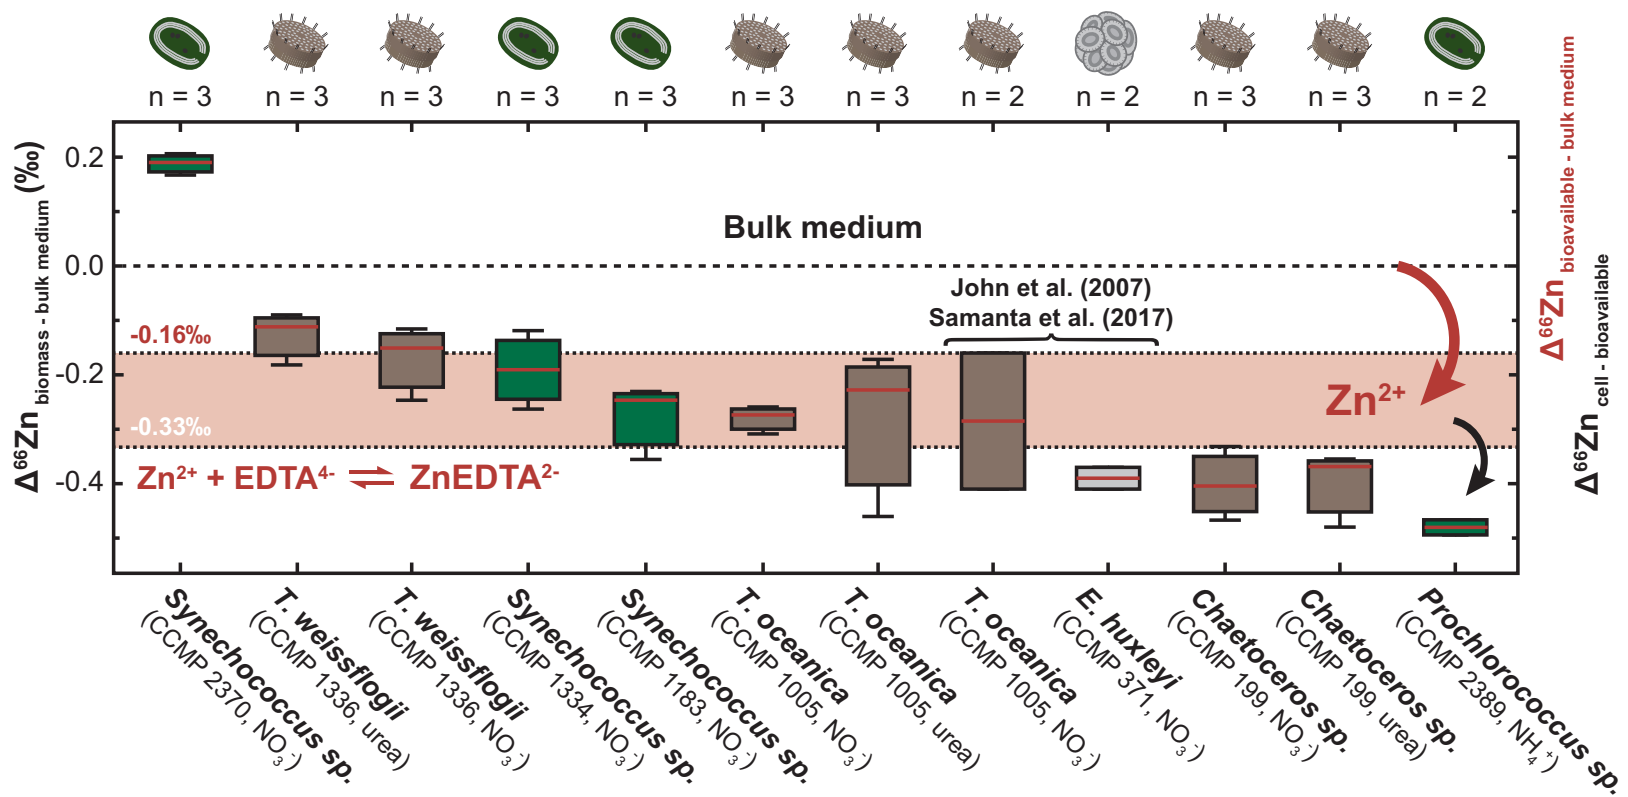 n = 3
n = 3
n = 3
n = 3
n = 3
n = 3
n = 3
n = 2
n = 2
n = 3
n = 3
n = 2
Δ⁶⁶Zn biomass - bulk medium (‰)
0.2
0.0
-0.2
-0.4
Bulk medium
John et al. (2007)
Samanta et al. (2017)
-0.16‰
-0.33‰
Zn²⁺
Zn²⁺ + EDTA⁴⁻ ⇌ ZnEDTA²⁻
Δ⁶⁶Zn bioavailable - bulk medium
Δ⁶⁶Zn cell - bioavailable
Synechococcus sp.
(CCMP 2370, NO₃⁻)
T. weissflogii
(CCMP 1336, urea)
T. weissflogii
(CCMP 1336, NO₃⁻)
Synechococcus sp.
(CCMP 1334, NO₃⁻)
Synechococcus sp.
(CCMP 1183, NO₃⁻)
T. oceanica
(CCMP 1005, NO₃⁻)
T. oceanica
(CCMP 1005, urea)
T. oceanica
(CCMP 1005, NO₃⁻)
E. huxleyi
(CCMP 371, NO₃⁻)
Chaetoceros sp.
(CCMP 199, NO₃⁻)
Chaetoceros sp.
(CCMP 199, urea)
Prochlorococcus sp.
(CCMP 2389, NH₄⁺)